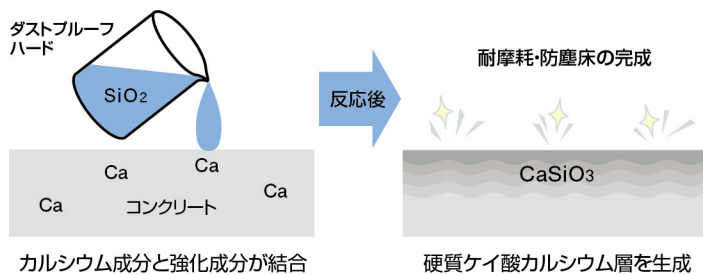 ダストプルーフ
ハード
SiO2
Ca
Ca
Ca
Ca
コンクリート
カルシウム成分と強化成分が結合
反応後
耐摩耗・防塵床の完成
CaSiO3
硬質ケイ酸カルシウム層を生成